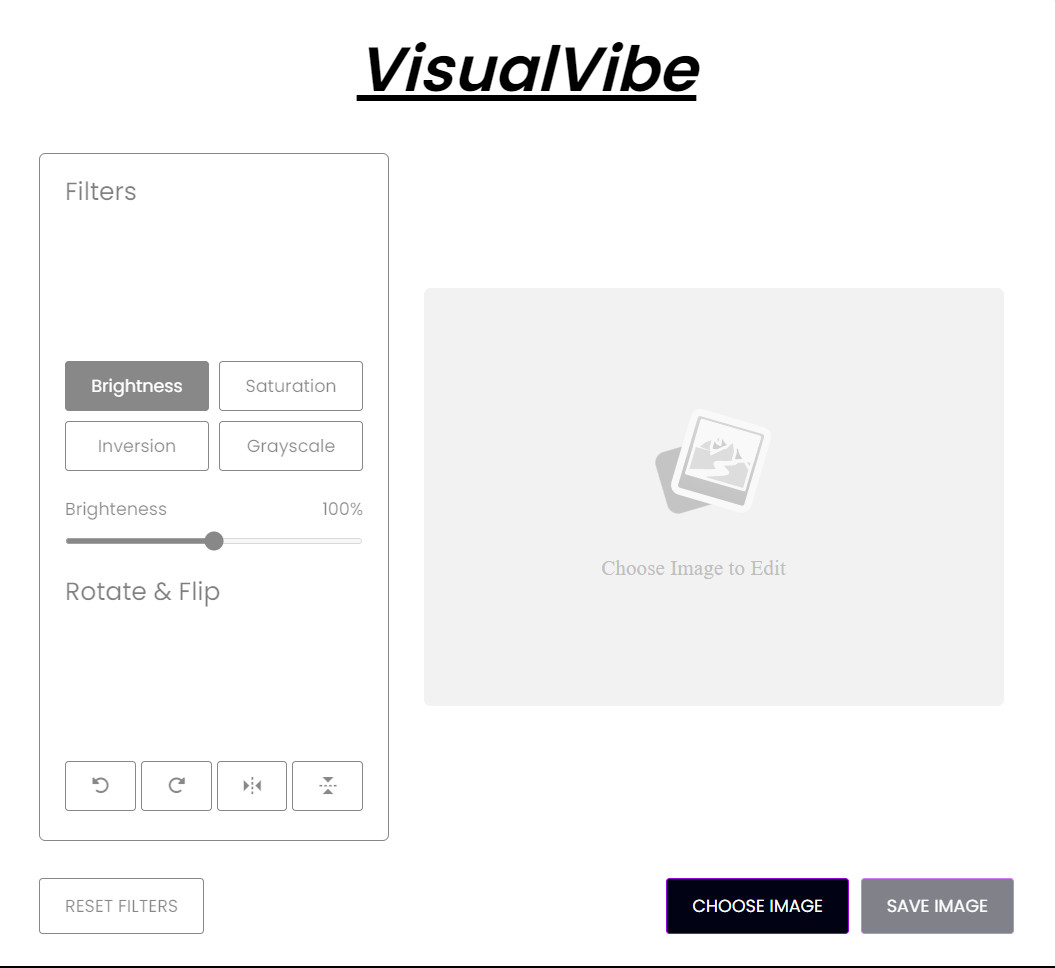 VisualVibe
Filters
Brightness Saturation
Inversion Grayscale
Brighteness 100%
Rotate & Flip
Choose Image to Edit
RESET FILTERS CHOOSE IMAGE SAVE IMAGE